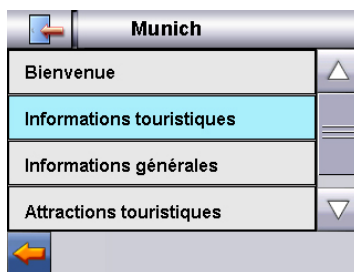 Munich
Bienvenue
Informations touristiques
Informations générales
Attractions touristiques